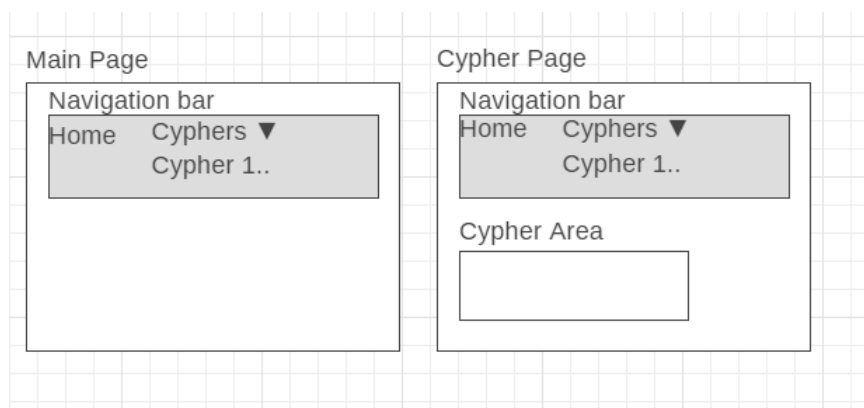 Main Page
Navigation bar
Home Cyphers ▼
Cypher 1..
Cypher Page
Navigation bar
Home Cyphers ▼
Cypher 1..
Cypher Area